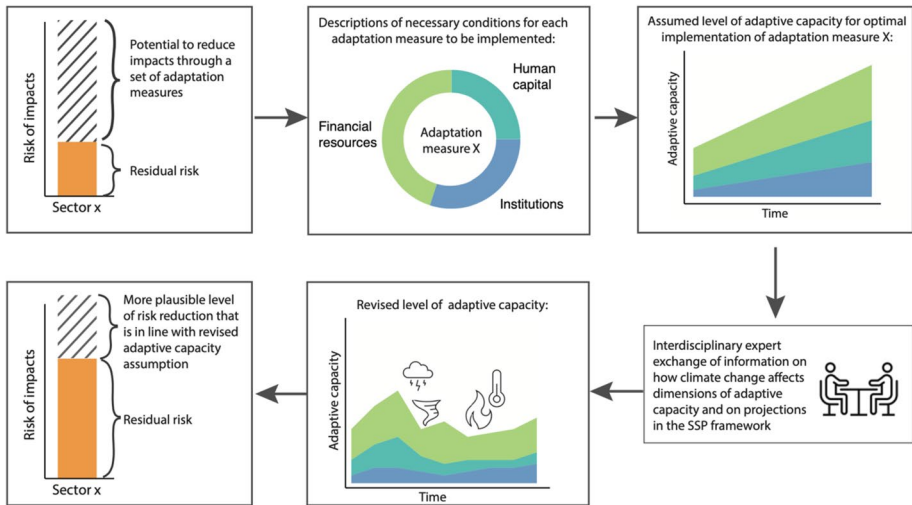 Risk of impacts
Potential to reduce
impacts through a
set of adaptation
measures
Residual risk
Sector x
Descriptions of necessary conditions for each
adaptation measure to be implemented:
Human
capital
Financial
resources
Adaptation
measure X
Institutions
Assumed level of adaptive capacity for optimal
implementation of adaptation measure X:
Adaptive capacity
Time
Interdisciplinary expert
exchange of information on
how climate change affects
dimensions of adaptive
capacity and on projections
in the SSP framework
Revised level of adaptive capacity:
Adaptive capacity
Time
Risk of impacts
More plausible level
of risk reduction that
is in line with revised
adaptive capacity
assumption
Residual risk
Sector x